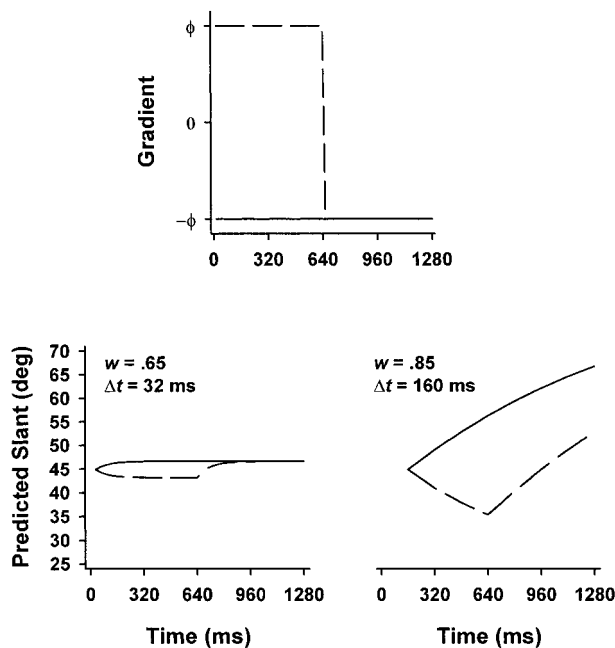 Gradient
ϕ
0
−ϕ
0 320 640 960 1280
Predicted Slant (deg)
70
65
60
55
50
45
40
35
30
25
w = .65
Δt = 32 ms
w = .85
Δt = 160 ms
0 320 640 960 1280
0 320 640 960 1280
Time (ms)
Time (ms)